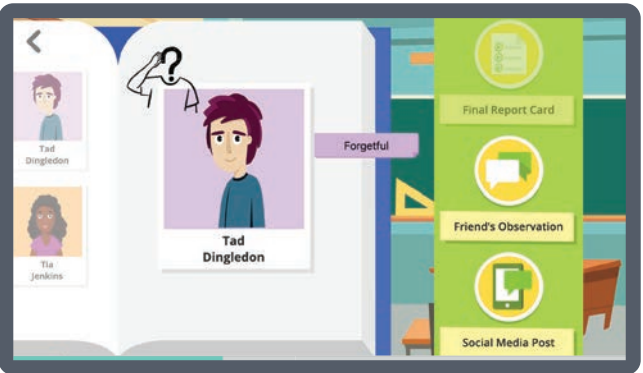 Tad
Dingledon
Tia
Jenkins
?
Tad
Dingledon
Forgetful
Final Report Card
Friend's Observation
Social Media Post